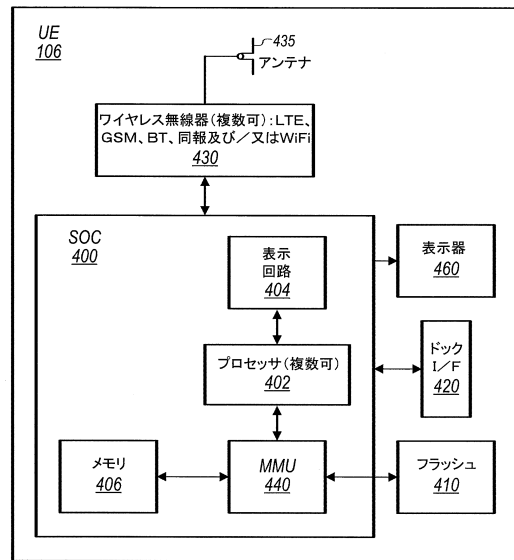 UE
106
435
アンテナ
ワイヤレス無線器(複数可):LTE、
GSM、BT、同報及び/又はWiFi
430
SOC
400
表示
回路
404
表示器
460
プロセッサ(複数可)
402
ドック
I/F
420
メモリ
406
MMU
440
フラッシュ
410